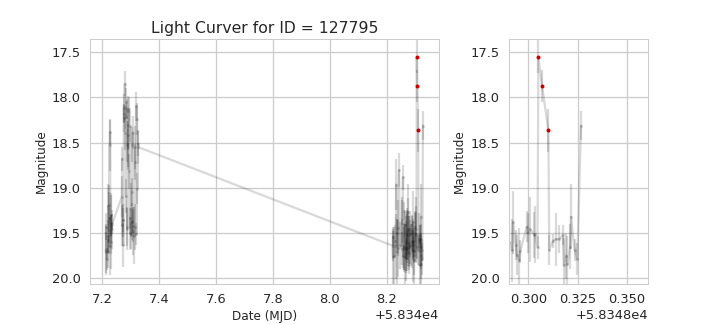 Light Curver for ID = 127795
Magnitude
17.5
18.0
18.5
19.0
19.5
20.0
7.2 7.4 7.6 7.8 8.0 8.2
Date (MJD)
+5.834e4
Magnitude
17.5
18.0
18.5
19.0
19.5
20.0
0.300 0.325 0.350
+5.8348e4